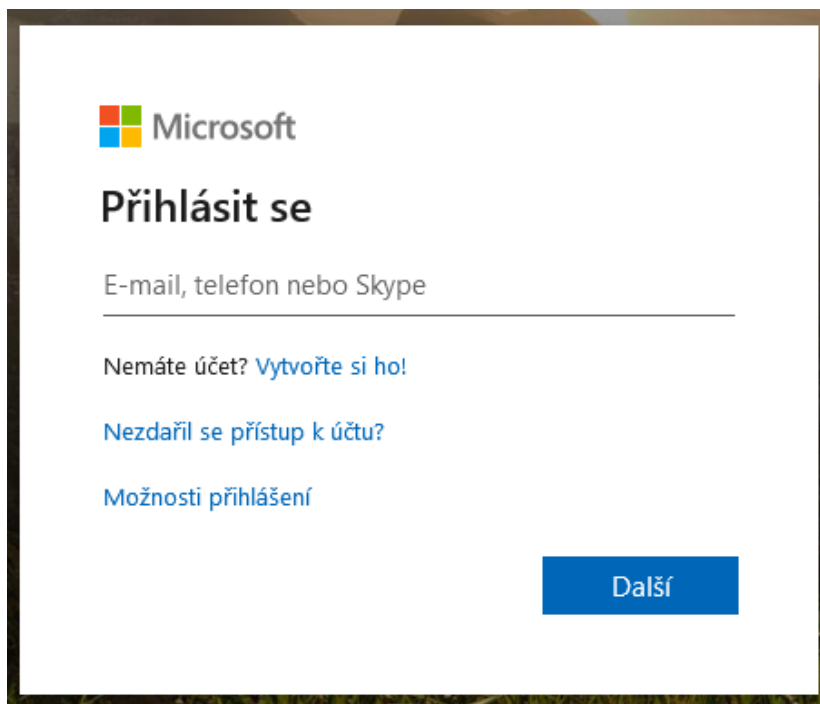 Microsoft
Přihlásit se
E-mail, telefon nebo Skype
Nemáte účet? Vytvořte si ho!
Nezdařil se přístup k účtu?
Možnosti přihlášení
Další